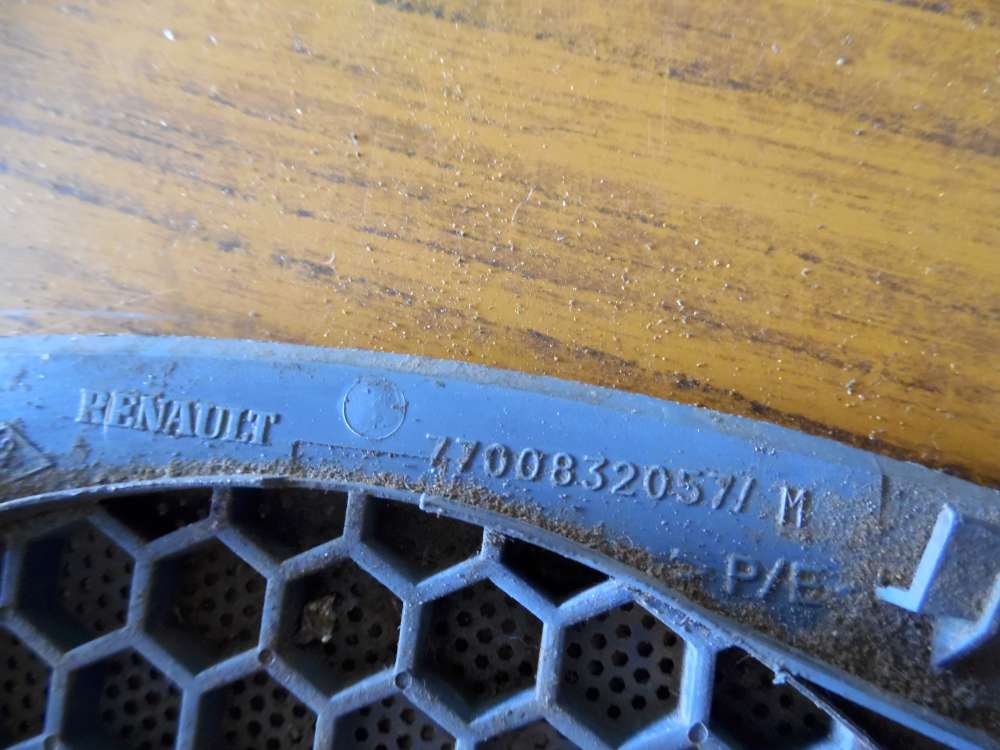 RENAULT
7700832057// M
P/E